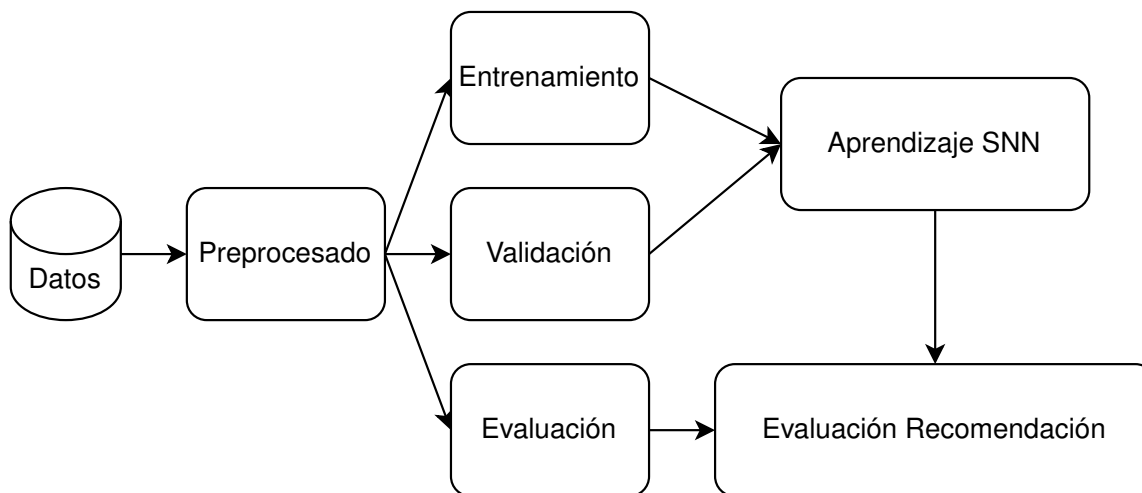 Entrenamiento
Aprendizaje SNN
Datos
Preprocesado
Validación
Evaluación
Evaluación Recomendación